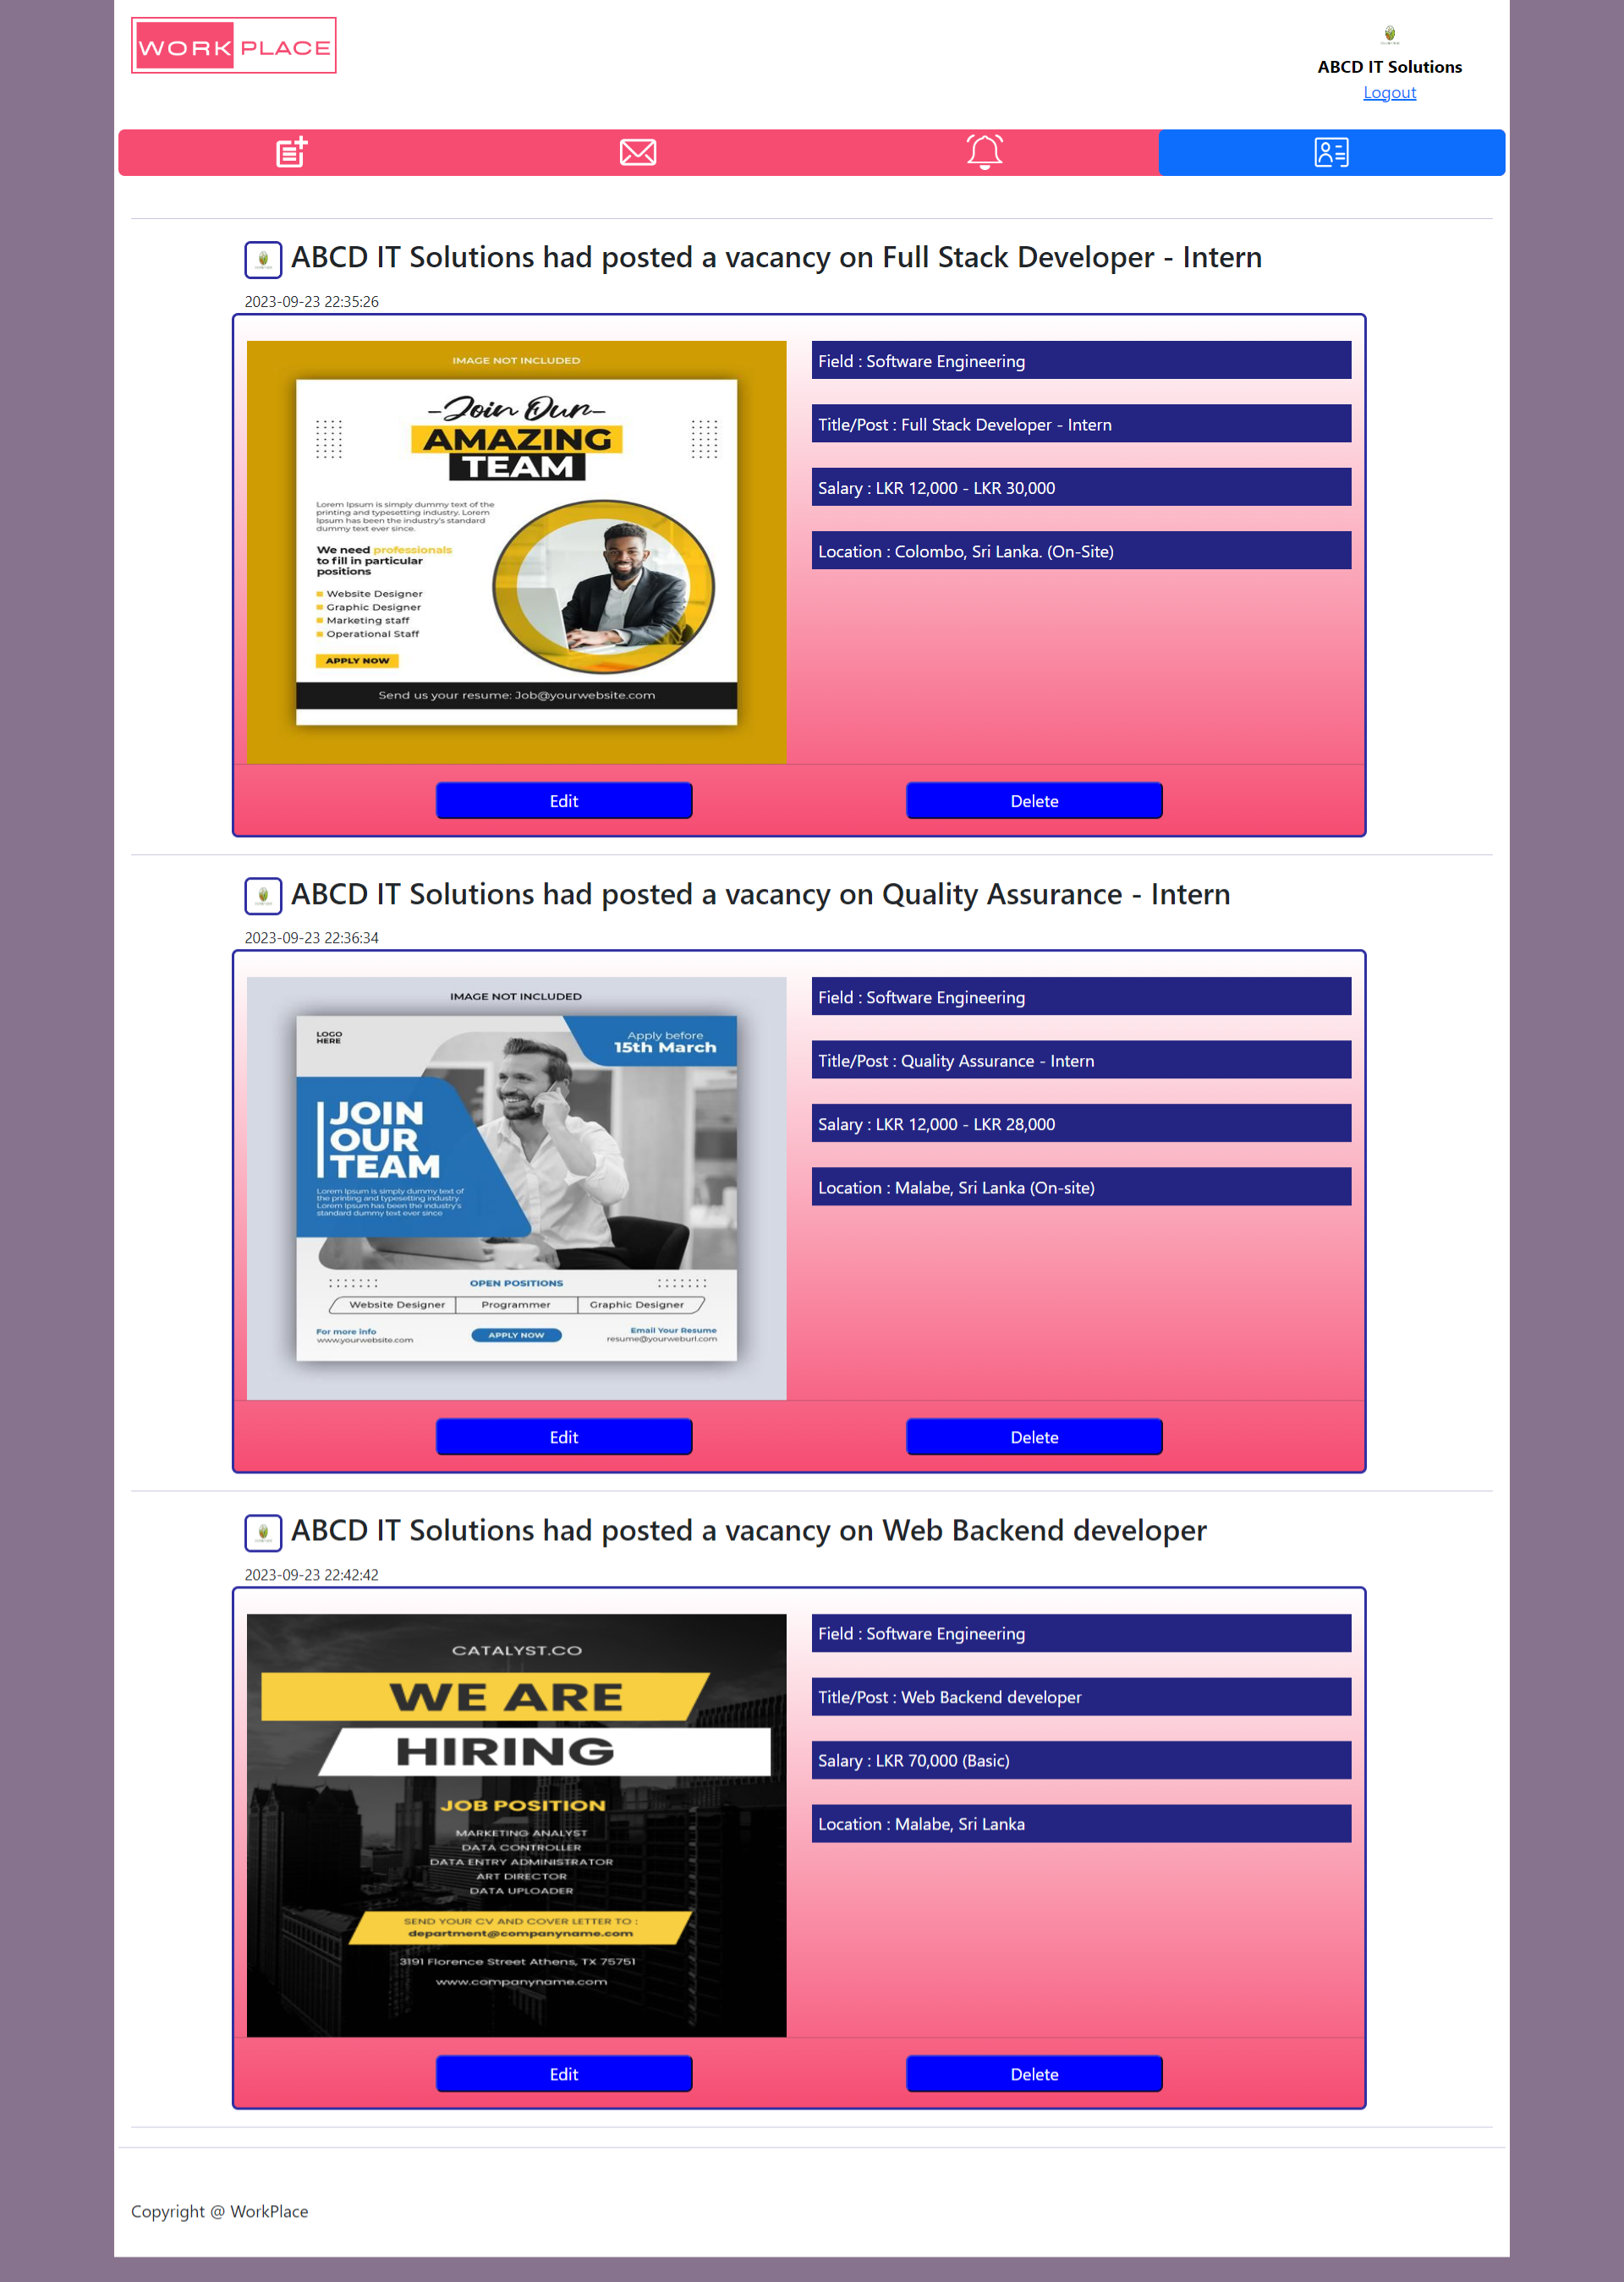 WORK PLACE
ABCD IT Solutions
Logout
ABCD IT Solutions had posted a vacancy on Full Stack Developer - Intern
2023-09-23 22:35:26
IMAGE NOT INCLUDED
Join Our
AMAZING
TEAM
Lorem Ipsum is simply dummy text of the
printing and typesetting industry. Lorem
Ipsum has been the industry's standard
dummy text ever since.
We need professionals
to fill in particular
positions
Website Designer
Graphic Designer
Marketing staff
Operational Staff
APPLY NOW
Send us your resume: Job@yourwebsite.com
Field : Software Engineering
Title/Post : Full Stack Developer - Intern
Salary : LKR 12,000 - LKR 30,000
Location : Colombo, Sri Lanka. (On-Site)
Edit
Delete
ABCD IT Solutions had posted a vacancy on Quality Assurance - Intern
2023-09-23 22:36:34
IMAGE NOT INCLUDED
LOGO
HERE
Apply before
15th March
JOIN
OUR
TEAM
Lorem Ipsum is simply dummy text of
the printing and typesetting industry.
Lorem Ipsum has been the industry's
standard dummy text ever since
OPEN POSITIONS
Website Designer
Programmer
Graphic Designer
For more info
www.yourwebsite.com
APPLY NOW
Email Your Resume
resume@yourweburl.com
Field : Software Engineering
Title/Post : Quality Assurance - Intern
Salary : LKR 12,000 - LKR 28,000
Location : Malabe, Sri Lanka (On-site)
Edit
Delete
ABCD IT Solutions had posted a vacancy on Web Backend developer
2023-09-23 22:42:42
CATALYST.CO
WE ARE
HIRING
JOB POSITION
MARKETING ANALYST
DATA CONTROLLER
DATA ENTRY ADMINISTRATOR
ART DIRECTOR
DATA UPLOADER
SEND YOUR CV AND COVER LETTER TO :
department@companyname.com
3191 Florence Street Athens, TX 75751
www.companyname.com
Field : Software Engineering
Title/Post : Web Backend developer
Salary : LKR 70,000 (Basic)
Location : Malabe, Sri Lanka
Edit
Delete
Copyright @ WorkPlace